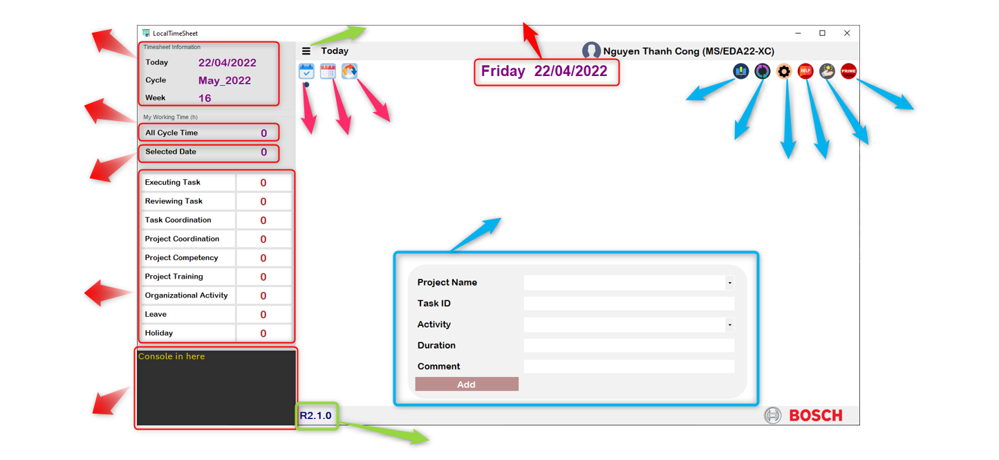 LocalTimeSheet
Timesheet Information
Today 22/04/2022
Cycle May_2022
Week 16
My Working Time (h)
All Cycle Time 0
Selected Date 0
Executing Task 0
Reviewing Task 0
Task Coordination 0
Project Coordination 0
Project Competency 0
Project Training 0
Organizational Activity 0
Leave 0
Holiday 0
Console in here
Today
Nguyen Thanh Cong (MS/EDA22-XC)
Friday 22/04/2022
HELP
PRIME
Project Name
Task ID
Activity
Duration
Comment
Add
R2.1.0
BOSCH